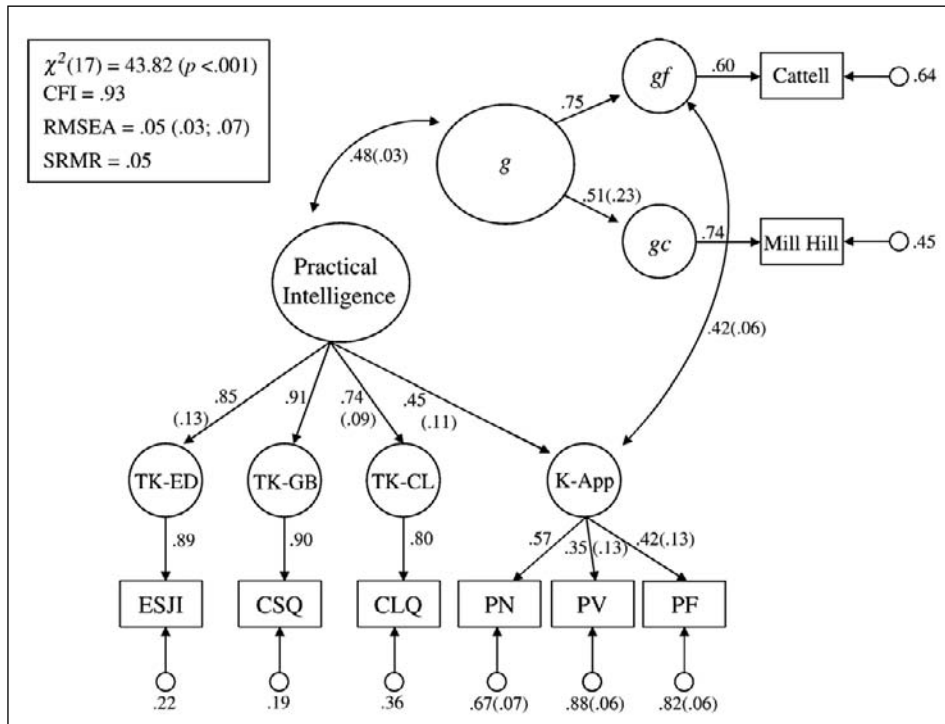 χ²(17) = 43.82 (p <.001)
CFI = .93
RMSEA = .05 (.03; .07)
SRMR = .05
gf
.60
Cattell
.64
.75
.48(.03)
g
.51(.23)
gc
.74
Mill Hill
.45
Practical
Intelligence
.42(.06)
.85
(.13)
.91
.74
(.09)
.45
(.11)
TK-ED
TK-GB
TK-CL
K-App
.89
.90
.80
.57
.35(.13)
.42(.13)
ESJI
CSQ
CLQ
PN
PV
PF
.22
.19
.36
.67(.07)
.88(.06)
.82(.06)